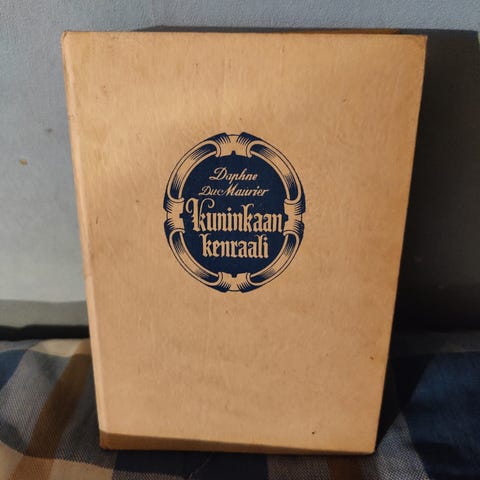 Daphne
Du Maurier
Kuninkaan
kenraali